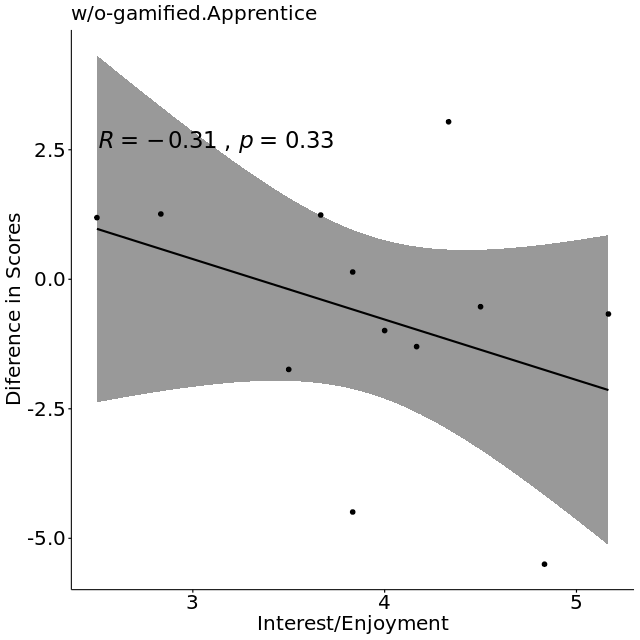 w/o-gamified.Apprentice
R = −0.31 , p = 0.33
2.5
0.0
-2.5
-5.0
Diference in Scores
3 4 5
Interest/Enjoyment